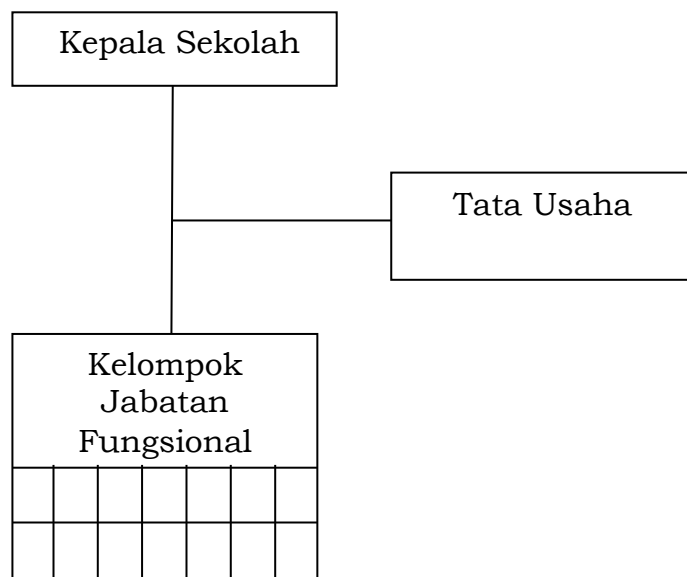 Kepala Sekolah
Tata Usaha
Kelompok
Jabatan
Fungsional